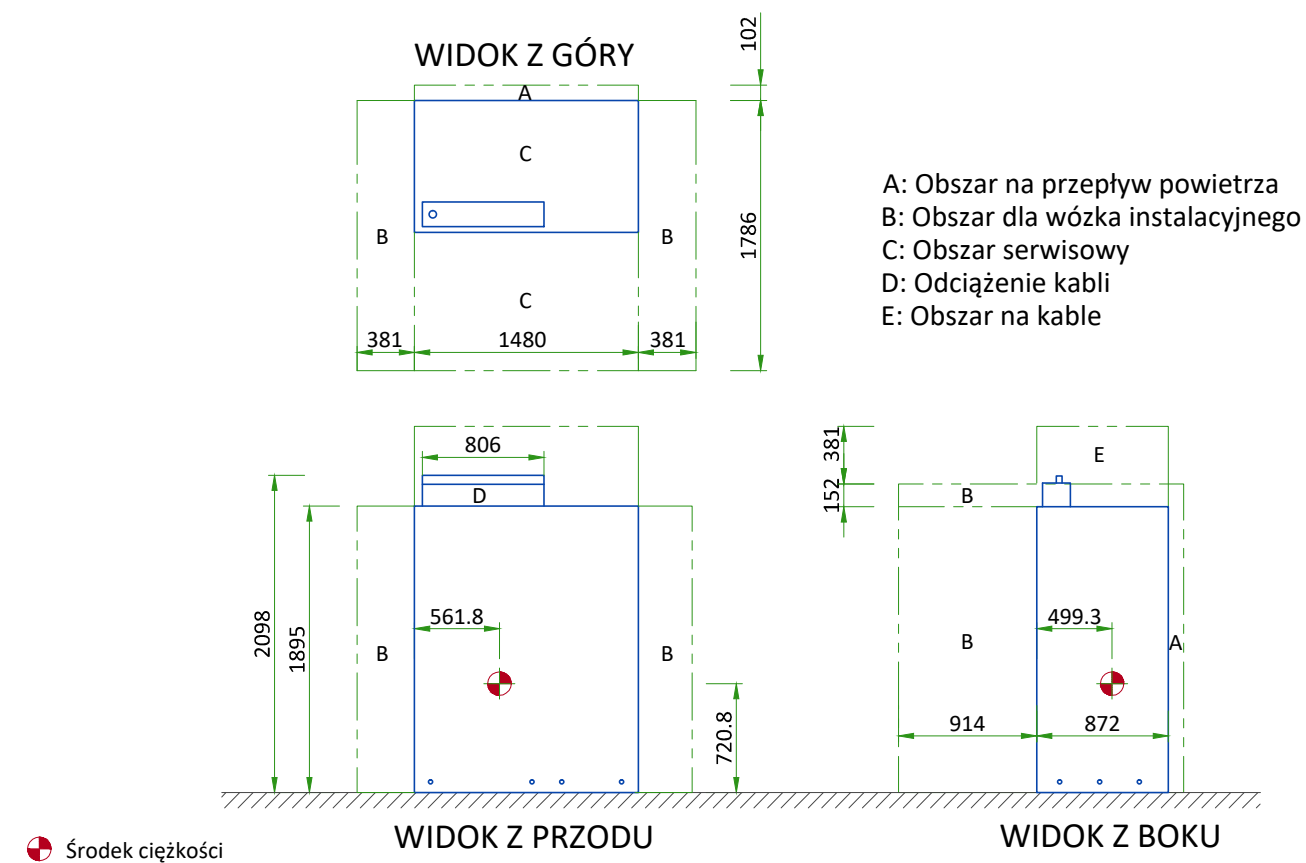 WIDOK Z GÓRY
102
A
C
B
B
1786
C
381
1480
381
A: Obszar na przepływ powietrza
B: Obszar dla wózka instalacyjnego
C: Obszar serwisowy
D: Odciążenie kabli
E: Obszar na kable
806
D
2098
1895
561.8
B
B
720.8
WIDOK Z PRZODU
381
E
152
B
499.3
B
A
914
872
WIDOK Z BOKU
Środek ciężkości